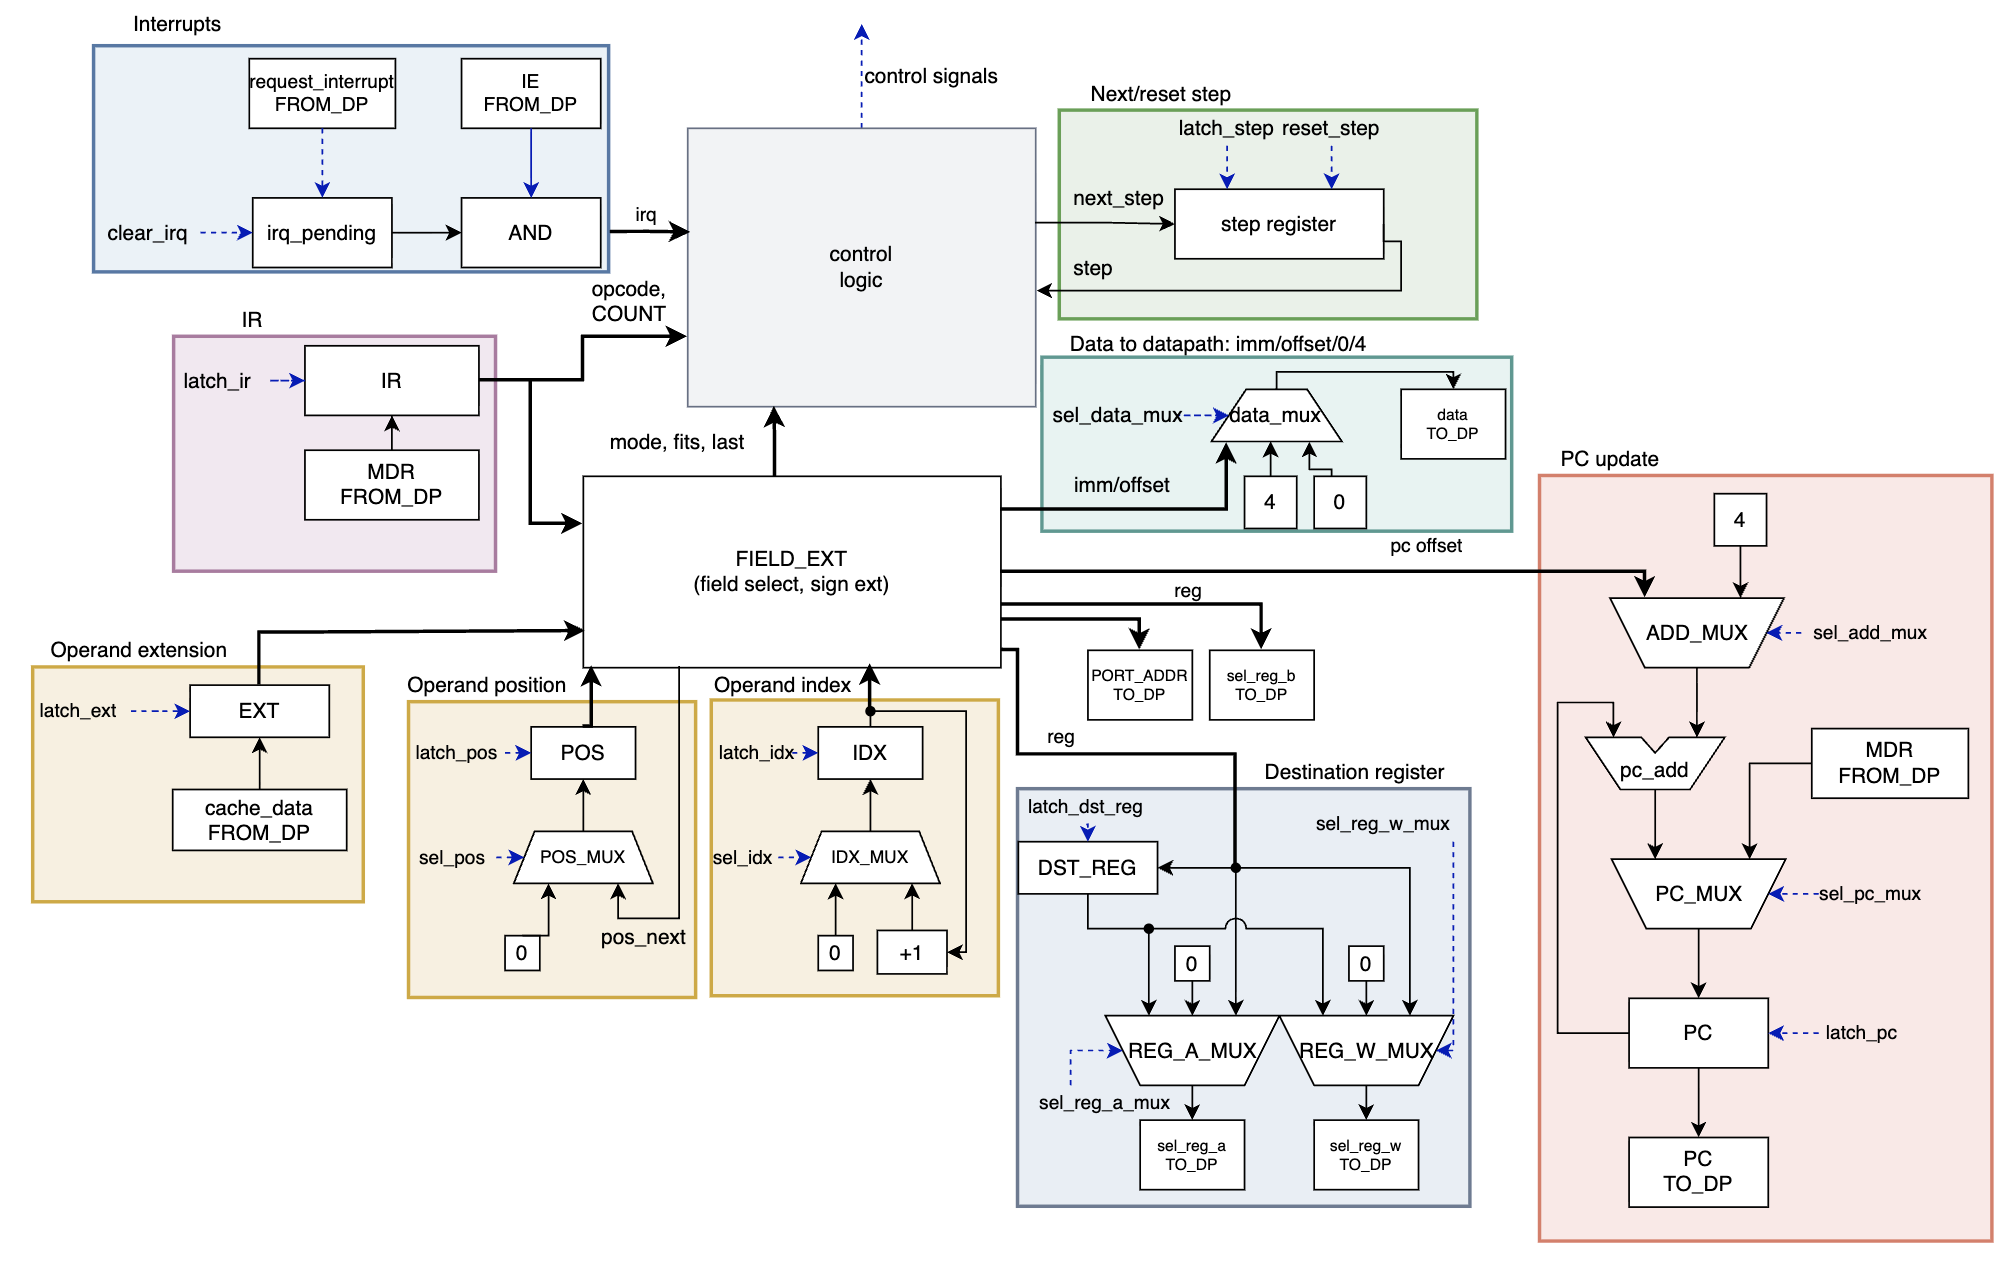 Interrupts
request_interrupt
FROM_DP
IE
FROM_DP
clear_irq
irq_pending
AND
irq
control signals
control
logic
Next/reset step
latch_step
reset_step
next_step
step register
step
opcode,
COUNT
IR
latch_ir
IR
MDR
FROM_DP
mode, fits, last
Data to datapath: imm/offset/0/4
sel_data_mux
data_mux
data
TO_DP
imm/offset
4
0
FIELD_EXT
(field select, sign ext)
pc offset
reg
PORT_ADDR
TO_DP
sel_reg_b
TO_DP
reg
Operand extension
latch_ext
EXT
cache_data
FROM_DP
Operand position
latch_pos
POS
sel_pos
POS_MUX
0
pos_next
Operand index
latch_idx
IDX
sel_idx
IDX_MUX
0
+1
Destination register
latch_dst_reg
sel_reg_w_mux
DST_REG
0
0
REG_A_MUX
REG_W_MUX
sel_reg_a_mux
sel_reg_a
TO_DP
sel_reg_w
TO_DP
PC update
4
ADD_MUX
sel_add_mux
pc_add
MDR
FROM_DP
PC_MUX
sel_pc_mux
PC
latch_pc
PC
TO_DP